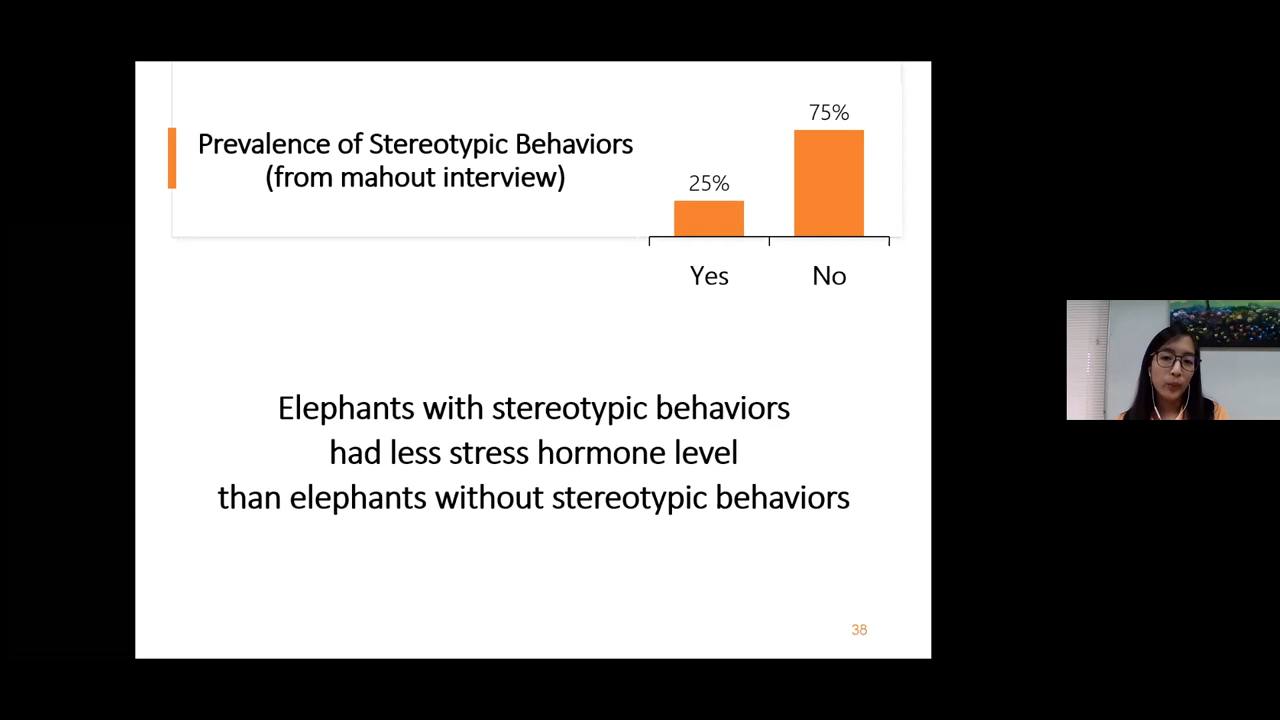 Prevalence of Stereotypic Behaviors
(from mahout interview)
75%
25%
Yes
No
Elephants with stereotypic behaviors
had less stress hormone level
than elephants without stereotypic behaviors
38